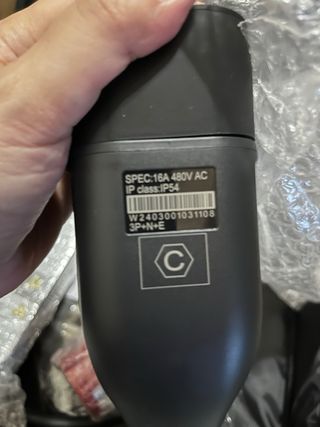 SPEC:16A 480V AC
IP class:IP54
W2403001031108
3P+N+E
C